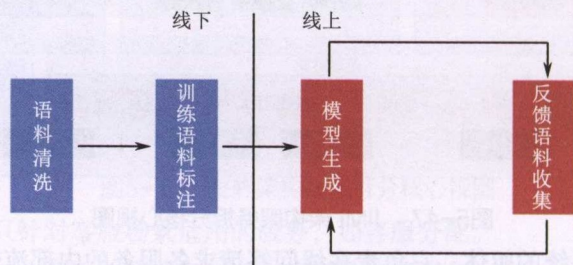 线下
线上
语料清洗
训练语料标注
模型生成
反馈语料收集